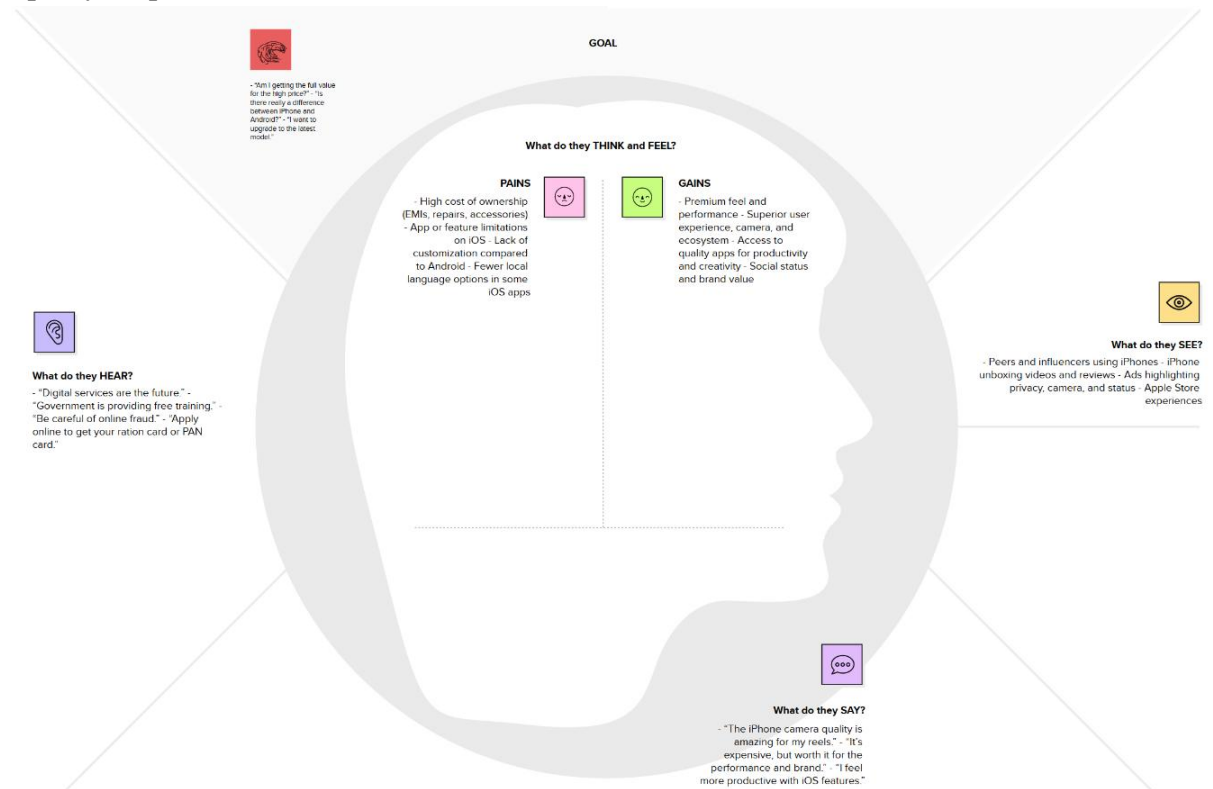 GOAL
- "Am I getting the full value
for the high price?" - "Is
there really a difference
between iPhone and
Android?" - "I want to
upgrade to the latest
model."
What do they THINK and FEEL?
PAINS
- High cost of ownership
(EMIs, repairs, accessories)
- App or feature limitations
on iOS - Lack of
customization compared
to Android - Fewer local
language options in some
iOS apps
GAINS
- Premium feel and
performance - Superior user
experience, camera, and
ecosystem - Access to
quality apps for productivity
and creativity - Social status
and brand value
What do they HEAR?
- "Digital services are the future." -
"Government is providing free training." -
"Be careful of online fraud." - "Apply
online to get your ration card or PAN
card."
What do they SEE?
- Peers and influencers using iPhones - iPhone
unboxing videos and reviews - Ads highlighting
privacy, camera, and status - Apple Store
experiences
What do they SAY?
- "The iPhone camera quality is
amazing for my reels." - "It's
expensive, but worth it for the
performance and brand." - "I feel
more productive with iOS features."